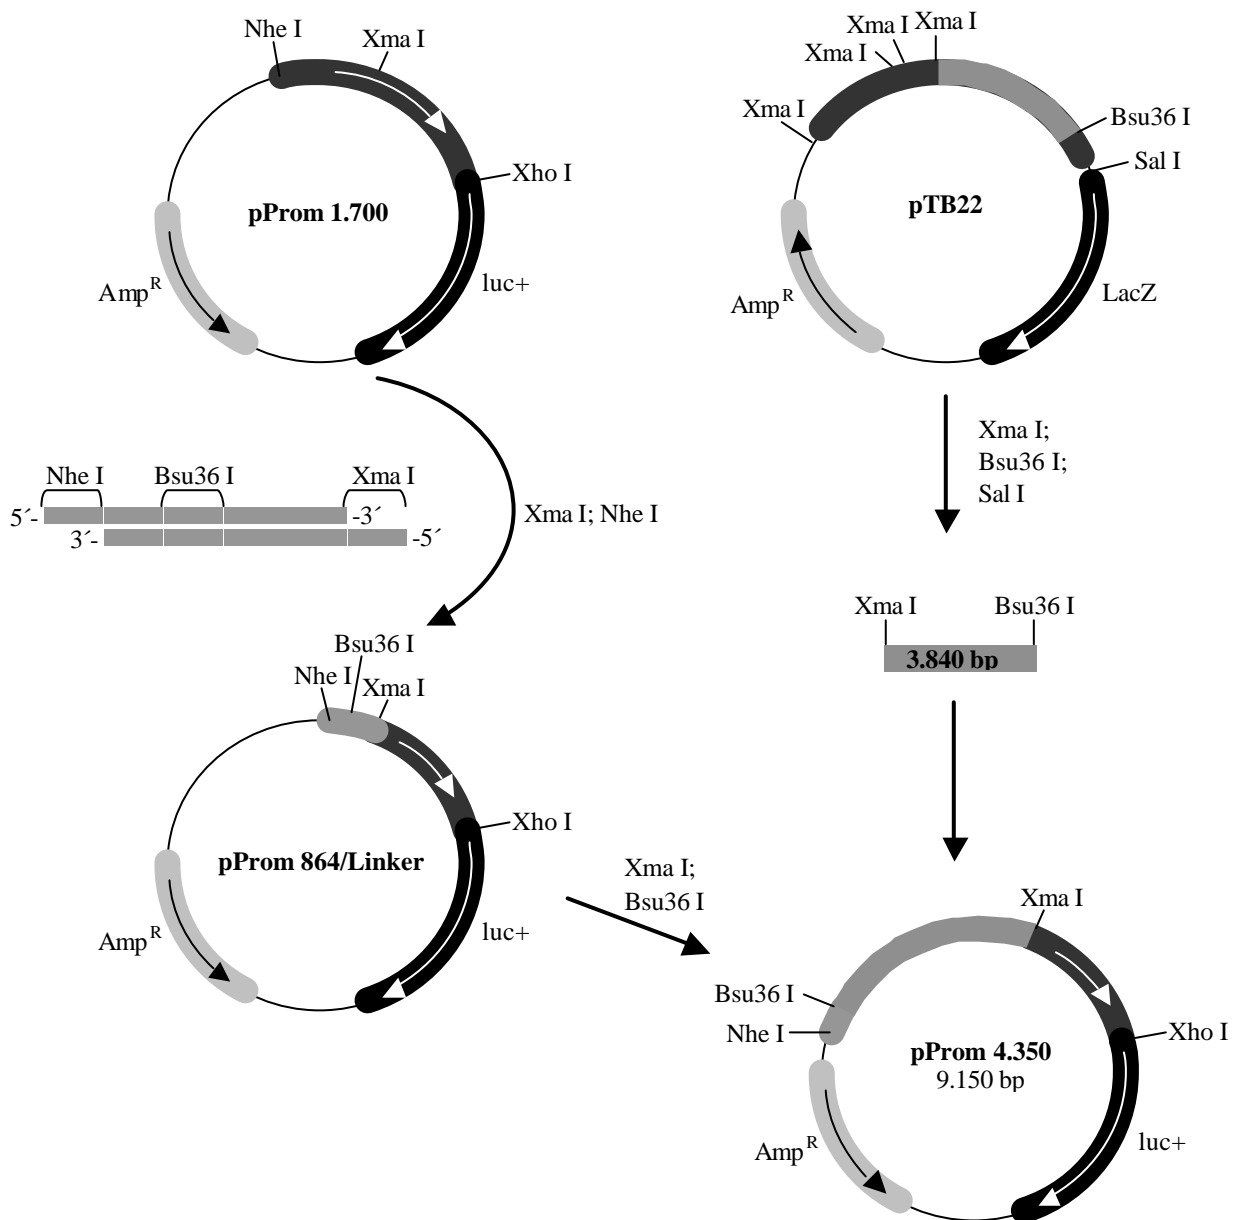 Nhe I
Xma I
Xho I
pProm 1.700
Amp R
luc+
Xma I
Xma I
Xma I
Xma I
Bsu36 I
Sal I
pTB22
Amp R
LacZ
Nhe I
Bsu36 I
Xma I
5´-
-3´
3´-
-5´
Xma I; Nhe I
Xma I;
Bsu36 I;
Sal I
Xma I
Bsu36 I
3.840 bp
Bsu36 I
Nhe I
Xma I
Xho I
pProm 864/Linker
Amp R
luc+
Xma I;
Bsu36 I
Xma I
Bsu36 I
Nhe I
Xho I
pProm 4.350
9.150 bp
Amp R
luc+